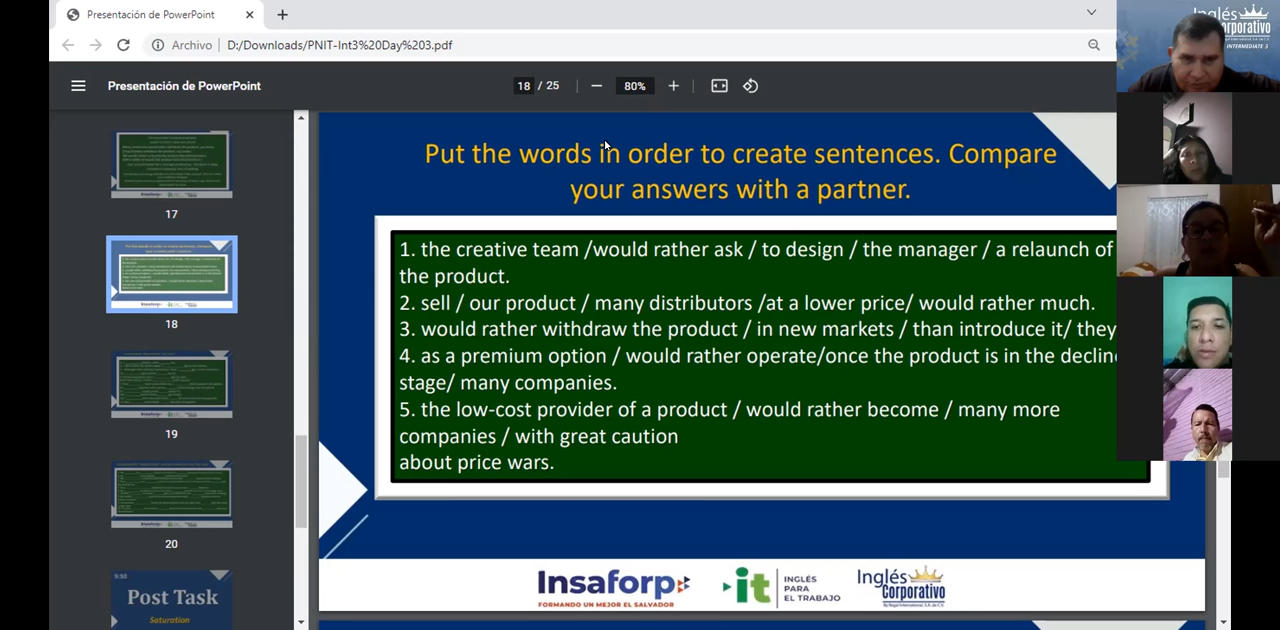 Presentación de PowerPoint
Archivo D:/Downloads/PNIT-Int3%20Day%203.pdf
Presentación de PowerPoint
18 / 25
80%
Inglés
Corporativo
INTERMEDIATE 3
17
18
19
20
9:50
Post Task
Saturation
Put the words in order to create sentences. Compare
your answers with a partner.
1. the creative team /would rather ask / to design / the manager / a relaunch of
the product.
2. sell / our product / many distributors /at a lower price/ would rather much.
3. would rather withdraw the product / in new markets / than introduce it/ they
4. as a premium option / would rather operate/once the product is in the decline
stage/ many companies.
5. the low-cost provider of a product / would rather become / many more
companies / with great caution
about price wars.
Insaforp
FORMANDO UN MEJOR EL SALVADOR
it
INGLÉS
PARA
EL TRABAJO
Inglés
Corporativo
By Regal International, S.A. de C.V.